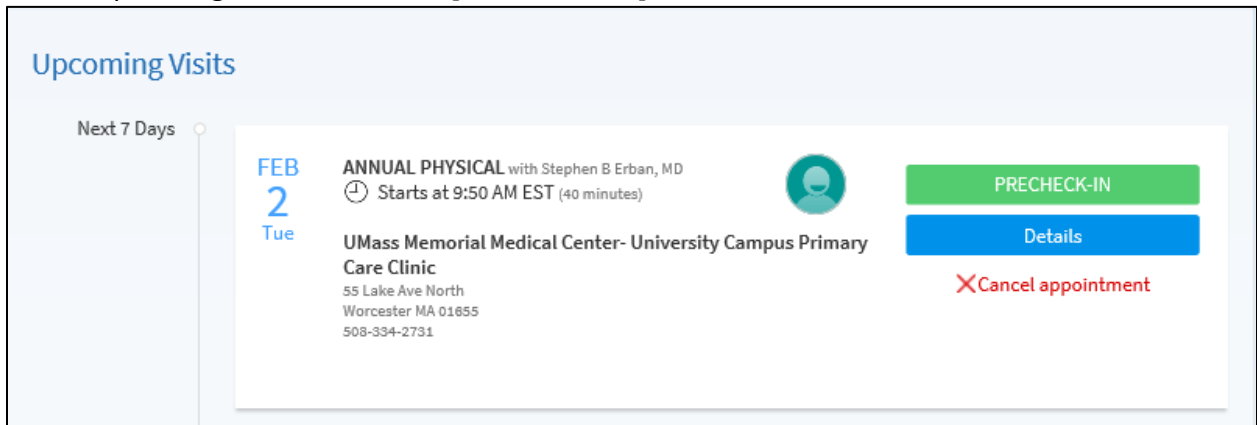 Upcoming Visits
Next 7 Days
FEB
2
Tue
ANNUAL PHYSICAL with Stephen B Erban, MD
Starts at 9:50 AM EST (40 minutes)
UMass Memorial Medical Center- University Campus Primary
Care Clinic
55 Lake Ave North
Worcester MA 01655
508-334-2731
PRECHECK-IN
Details
Cancel appointment